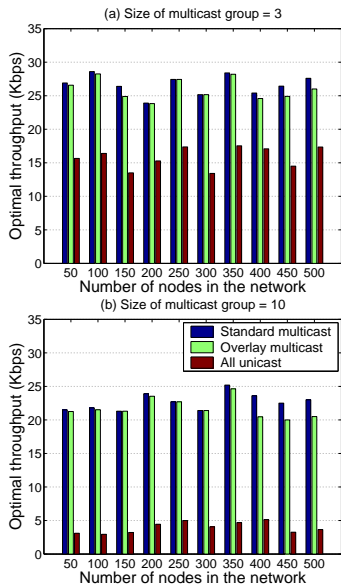 (a) Size of multicast group = 3
Optimal throughput (Kbps)
35
30
25
20
15
10
5
0
50 100 150 200 250 300 350 400 450 500
Number of nodes in the network
(b) Size of multicast group = 10
Optimal throughput (Kbps)
35
30
25
20
15
10
5
0
Standard multicast
Overlay multicast
All unicast
50 100 150 200 250 300 350 400 450 500
Number of nodes in the network